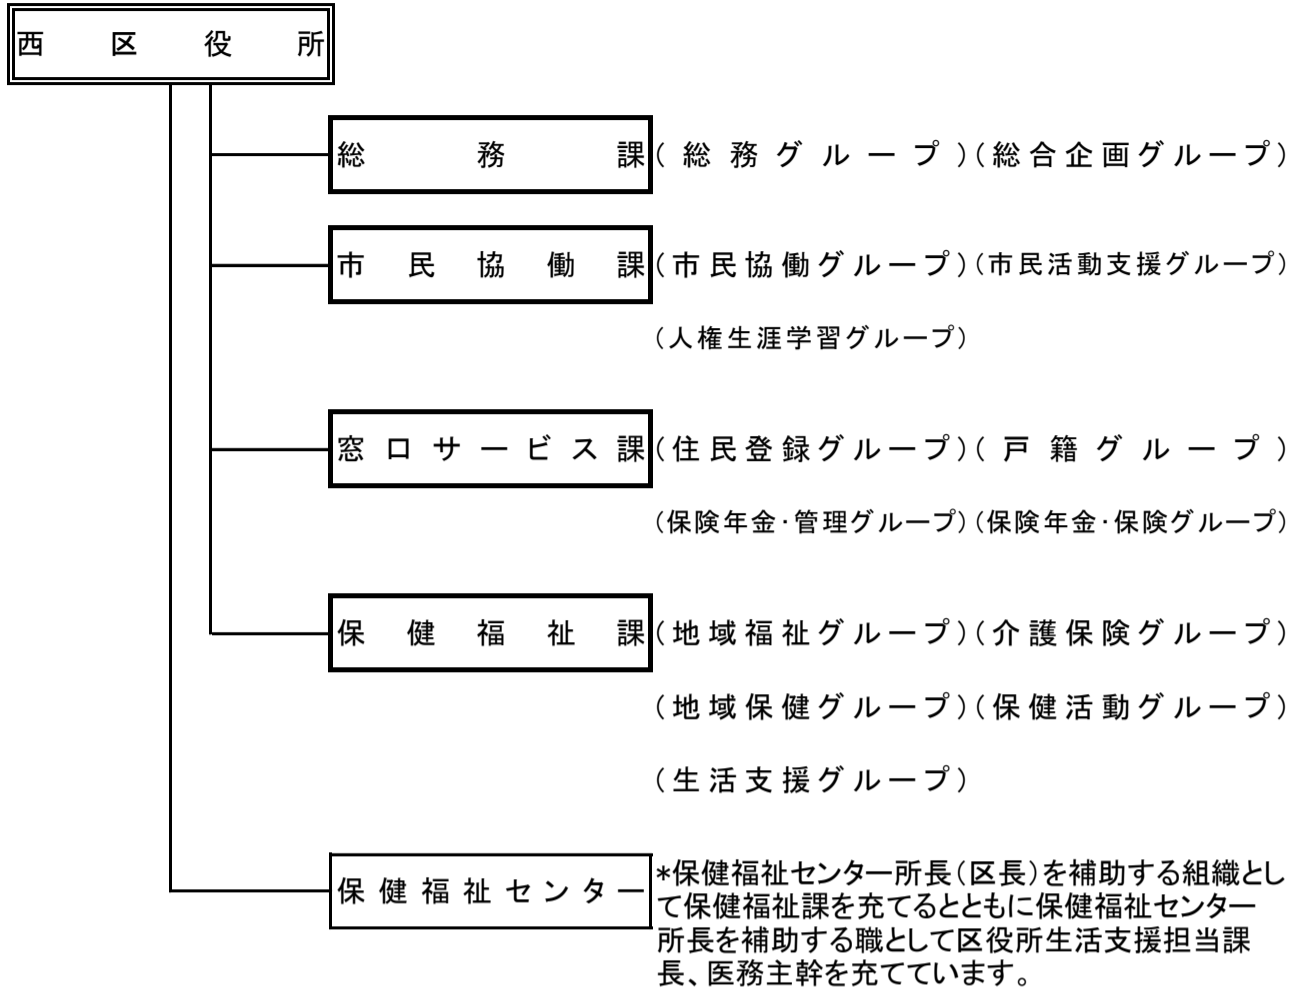 西区役所
総務課(総務グループ)(総合企画グループ)
市民協働課(市民協働グループ)(市民活動支援グループ)
(人権生涯学習グループ)
窓口サービス課(住民登録グループ)(戸籍グループ)
(保険年金・管理グループ)(保険年金・保険グループ)
保健福祉課(地域福祉グループ)(介護保険グループ)
(地域保健グループ)(保健活動グループ)
(生活支援グループ)
保健福祉センター
*保健福祉センター所長(区長)を補助する組織とし
て保健福祉課を充てるとともに保健福祉センター
所長を補助する職として区役所生活支援担当課
長、医務主幹を充てています。